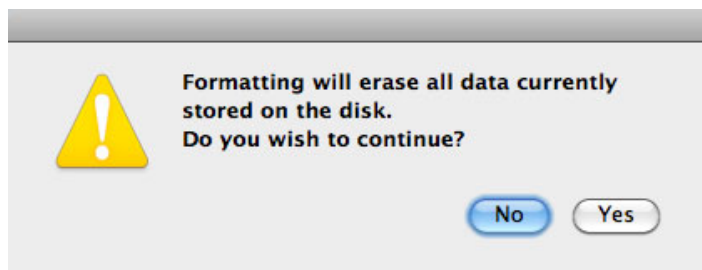 Formatting will erase all data currently
stored on the disk.
Do you wish to continue?
No Yes